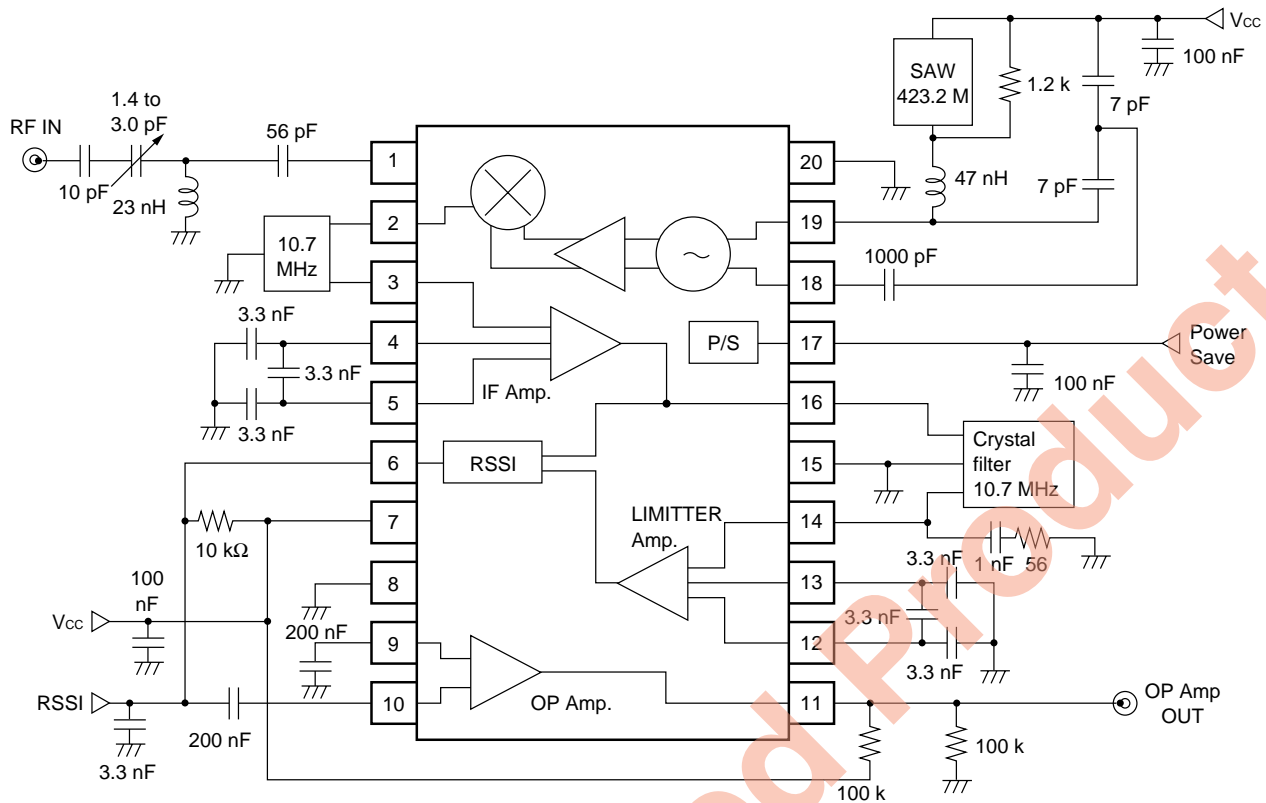 RF IN
1.4 to
3.0 pF
10 pF
23 nH
56 pF
SAW
423.2 M
1.2 k
7 pF
7 pF
47 nH
1000 pF
Vcc
100 nF
10.7
MHz
3.3 nF
3.3 nF
3.3 nF
1
2
3
4
5
6
7
8
9
10
20
19
18
17
16
15
14
13
12
11
~
P/S
IF Amp.
RSSI
LIMITTER
Amp.
OP Amp.
Power
Save
100 nF
Crystal
filter
10.7 MHz
1 nF
56
3.3 nF
3.3 nF
3.3 nF
10 kΩ
100
nF
Vcc
200 nF
RSSI
3.3 nF
200 nF
OP Amp
OUT
100 k
100 k
ed Product